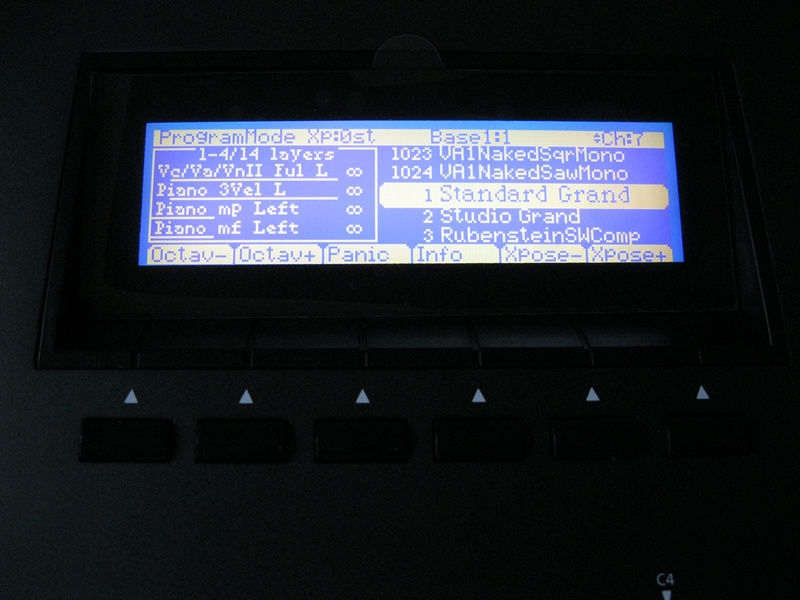 ProgramMode Xp:0st Base1:1 Ch:7
1-4/14 layers
Vc/Va/VnII Ful L ∞
Piano 3Vel L ∞
Piano mp Left ∞
Piano mf Left ∞
1023 VA1NakedSqrMono
1024 VA1NakedSawMono
1 Standard Grand
2 Studio Grand
3 RubensteinSWComp
Octav- Octav+ Panic Info Xpose- Xpose+
C4